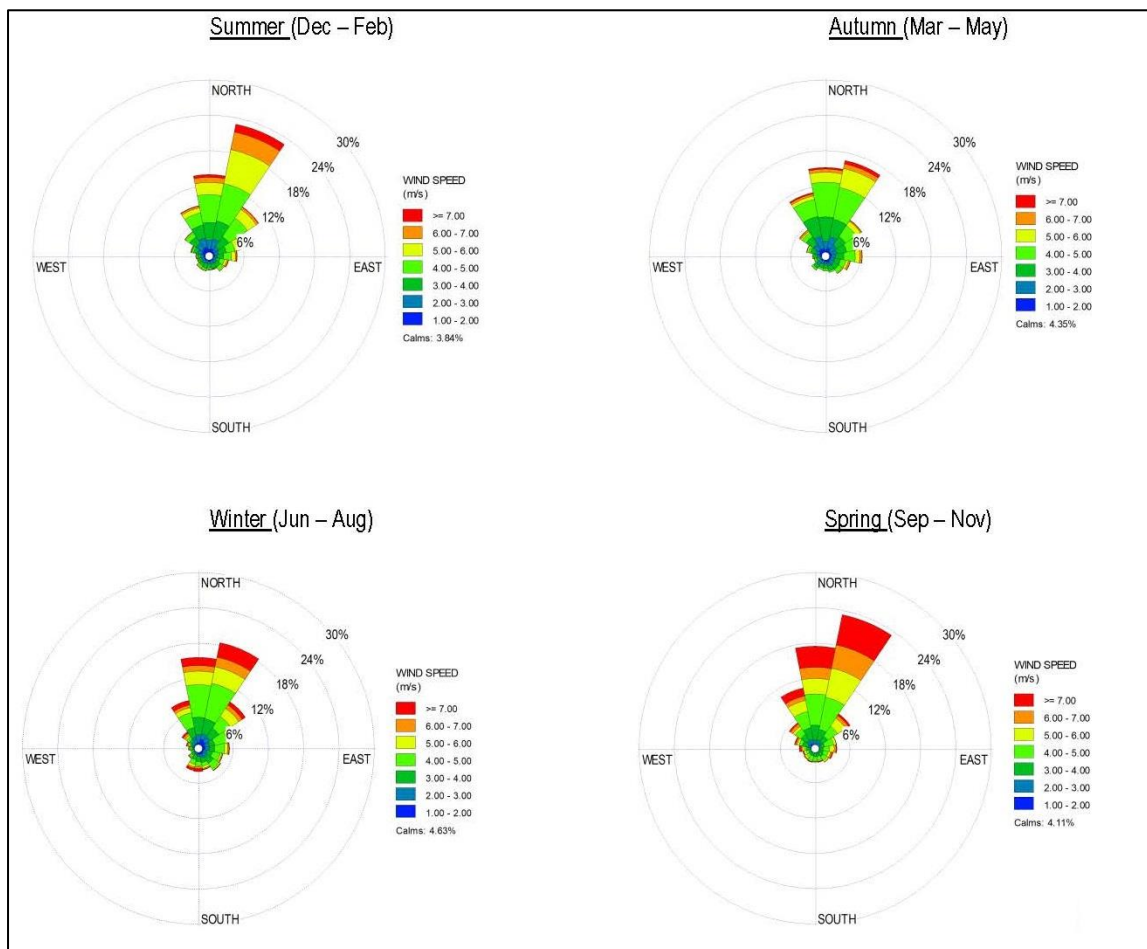 Summer (Dec – Feb)
NORTH
30%
24%
18%
12%
6%
WEST
EAST
SOUTH
WIND SPEED
(m/s)
>= 7.00
6.00 - 7.00
5.00 - 6.00
4.00 - 5.00
3.00 - 4.00
2.00 - 3.00
1.00 - 2.00
Calms: 3.84%
Autumn (Mar – May)
NORTH
30%
24%
18%
12%
6%
WEST
EAST
SOUTH
WIND SPEED
(m/s)
>= 7.00
6.00 - 7.00
5.00 - 6.00
4.00 - 5.00
3.00 - 4.00
2.00 - 3.00
1.00 - 2.00
Calms: 4.35%
Winter (Jun – Aug)
NORTH
30%
24%
18%
12%
6%
WEST
EAST
SOUTH
WIND SPEED
(m/s)
>= 7.00
6.00 - 7.00
5.00 - 6.00
4.00 - 5.00
3.00 - 4.00
2.00 - 3.00
1.00 - 2.00
Calms: 4.63%
Spring (Sep – Nov)
NORTH
30%
24%
18%
12%
6%
WEST
EAST
SOUTH
WIND SPEED
(m/s)
>= 7.00
6.00 - 7.00
5.00 - 6.00
4.00 - 5.00
3.00 - 4.00
2.00 - 3.00
1.00 - 2.00
Calms: 4.11%